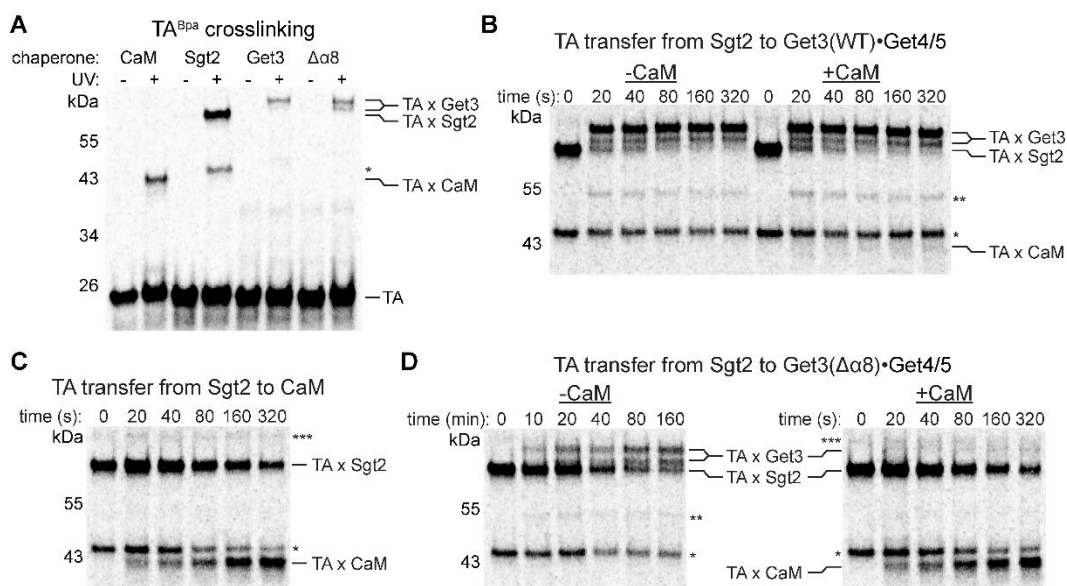 A
TA^Bpa crosslinking
chaperone: CaM Sgt2 Get3 Δα8
UV: - + - + - + - +
kDa
TA x Get3
TA x Sgt2
55
*
43
TA x CaM
34
26
TA
B
TA transfer from Sgt2 to Get3(WT)•Get4/5
-CaM +CaM
time (s): 0 20 40 80 160 320 0 20 40 80 160 320
kDa
TA x Get3
TA x Sgt2
55
**
*
43
TA x CaM
C
TA transfer from Sgt2 to CaM
time (s): 0 20 40 80 160 320
kDa
***
TA x Sgt2
55
*
43
TA x CaM
D
TA transfer from Sgt2 to Get3(Δα8)•Get4/5
-CaM +CaM
time (min): 0 10 20 40 80 160 time (s): 0 20 40 80 160 320
kDa
***
TA x Get3
TA x Sgt2
55
**
* *
43
TA x CaM